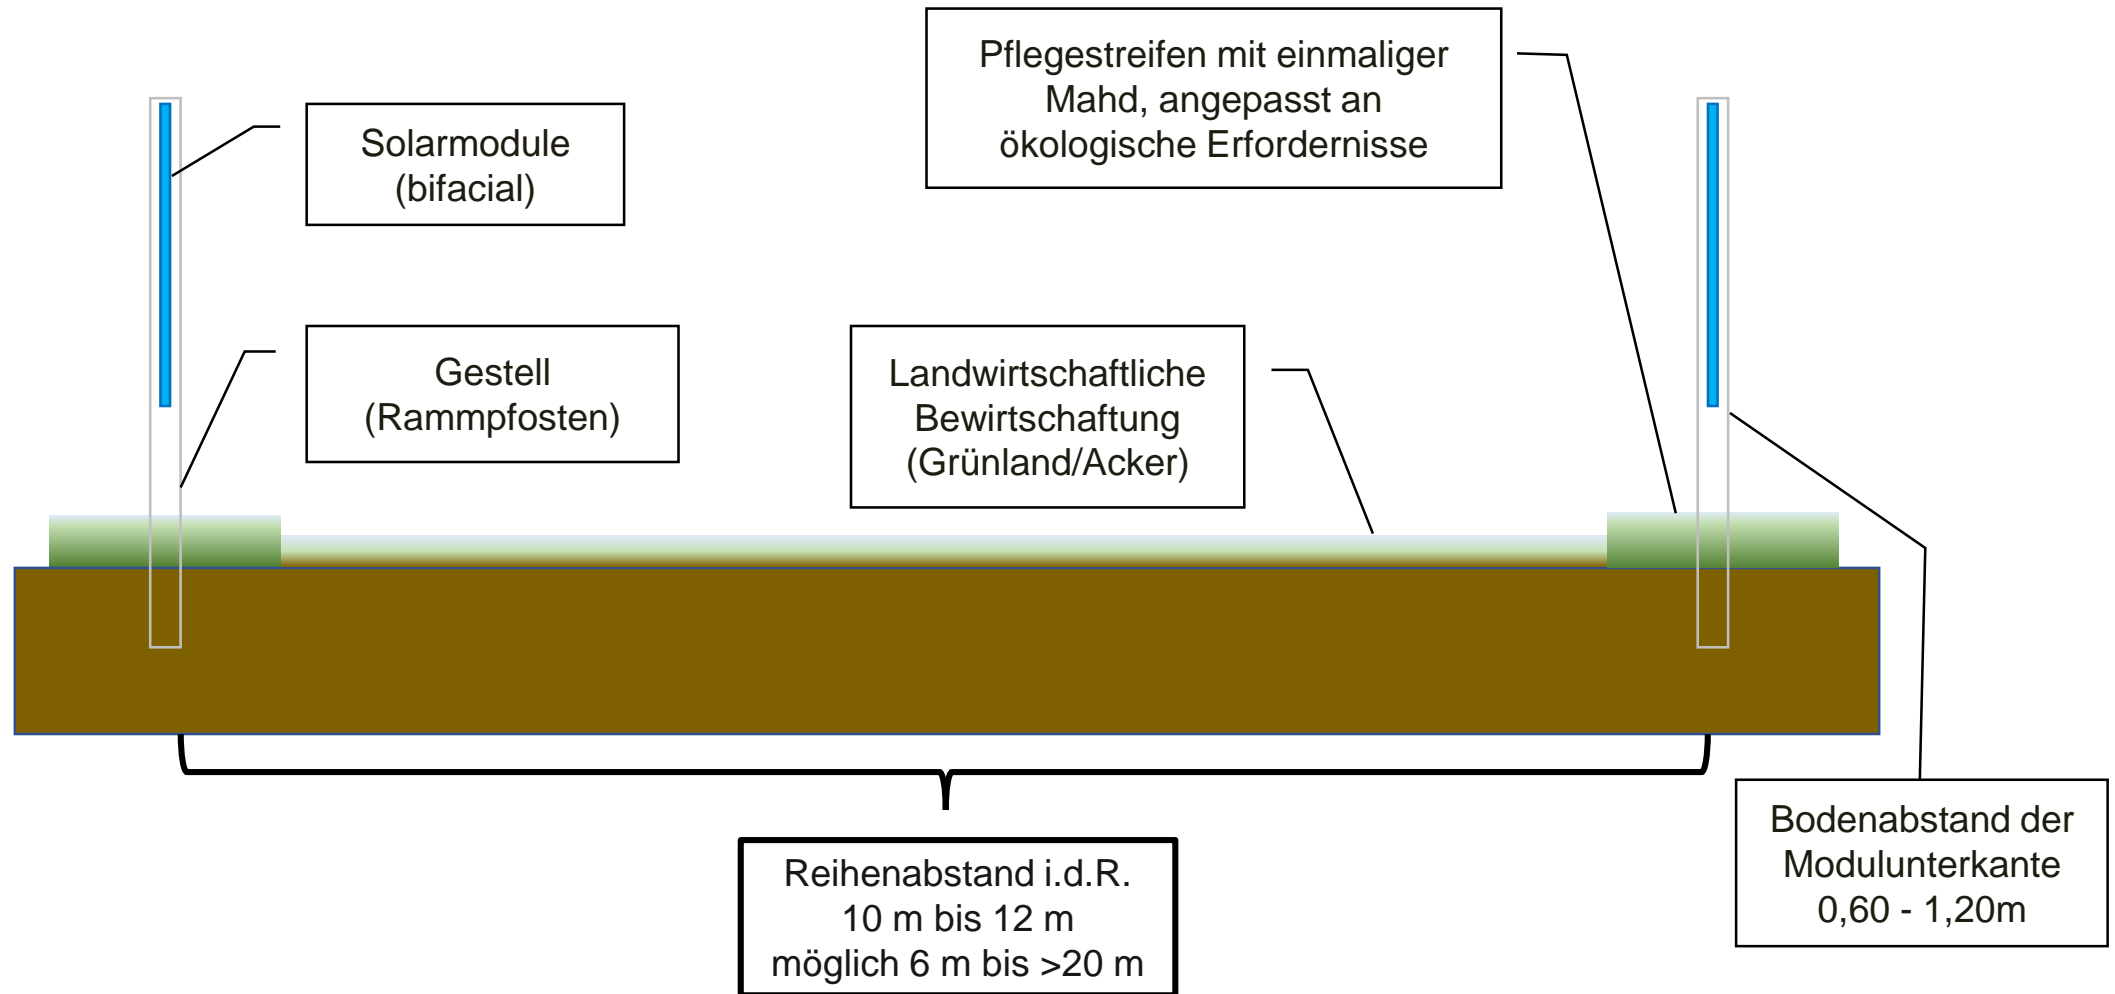 Pflegestreifen mit einmaliger
Mahd, angepasst an
ökologische Erfordernisse
Solarmodule
(bifacial)
Gestell
(Rammpfosten)
Landwirtschaftliche
Bewirtschaftung
(Grünland/Acker)
Bodenabstand der
Modulunterkante
0,60 - 1,20m
Reihenabstand i.d.R.
10 m bis 12 m
möglich 6 m bis >20 m